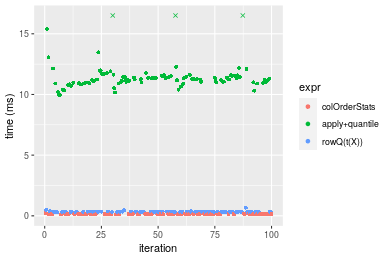 15
10
5
0
time (ms)
0
25
50
75
100
iteration
expr
colOrderStats
apply+quantile
rowQ(t(X))